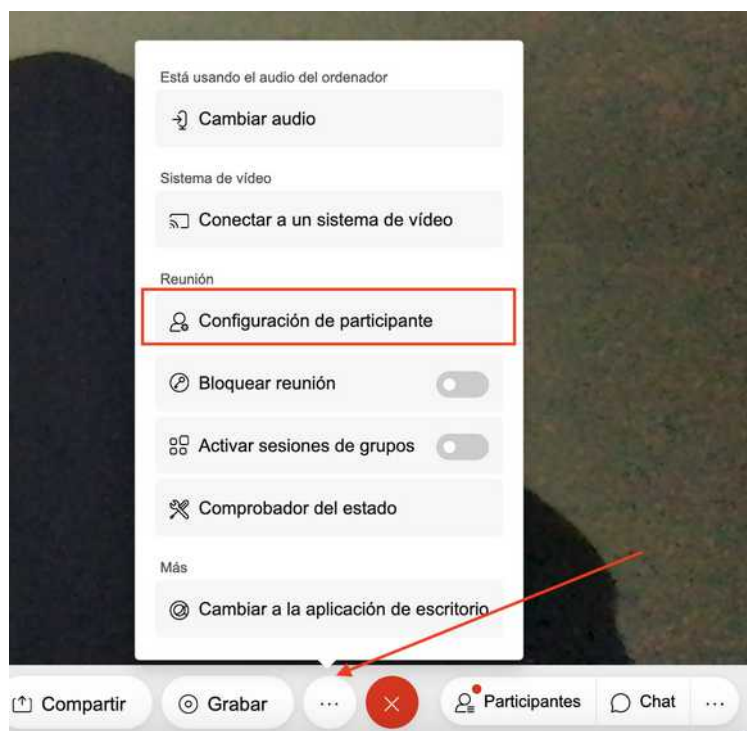 Está usando el audio del ordenador
Cambiar audio
Sistema de vídeo
Conectar a un sistema de vídeo
Reunión
Configuración de participante
Bloquear reunión
Activar sesiones de grupos
Comprobador del estado
Más
Cambiar a la aplicación de escritorio
Compartir Grabar ... Participantes Chat ...